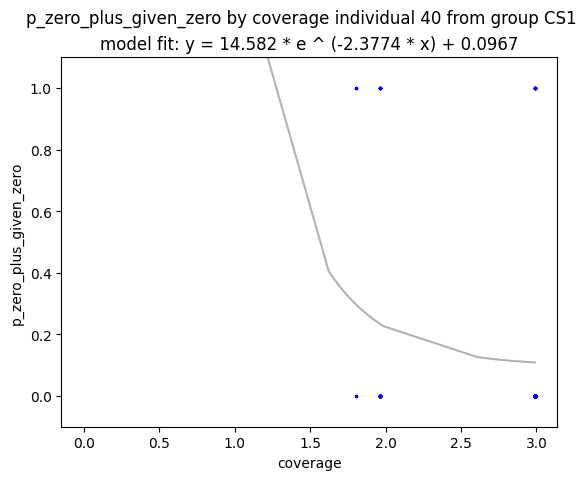 p_zero_plus_given_zero by coverage individual 40 from group CS1
model fit: y = 14.582 * e ^ (-2.3774 * x) + 0.0967
1.0
0.8
0.6
0.4
0.2
0.0
p_zero_plus_given_zero
0.0 0.5 1.0 1.5 2.0 2.5 3.0
coverage